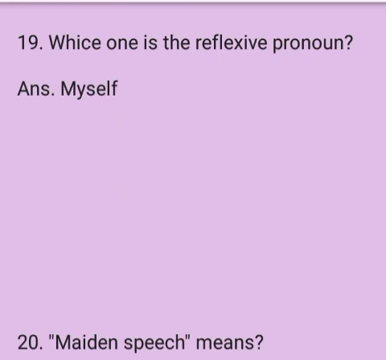 19. Whice one is the reflexive pronoun?
Ans. Myself
20. "Maiden speech" means?